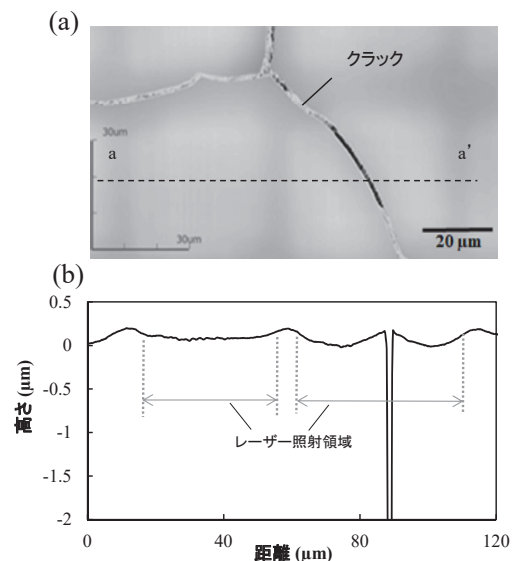 (a)
クラック
30um
a
a’
30um
20 µm
(b)
高さ (µm)
0.5
0
-0.5
-1
-1.5
-2
レーザー照射領域
0
40
80
120
距離 (µm)